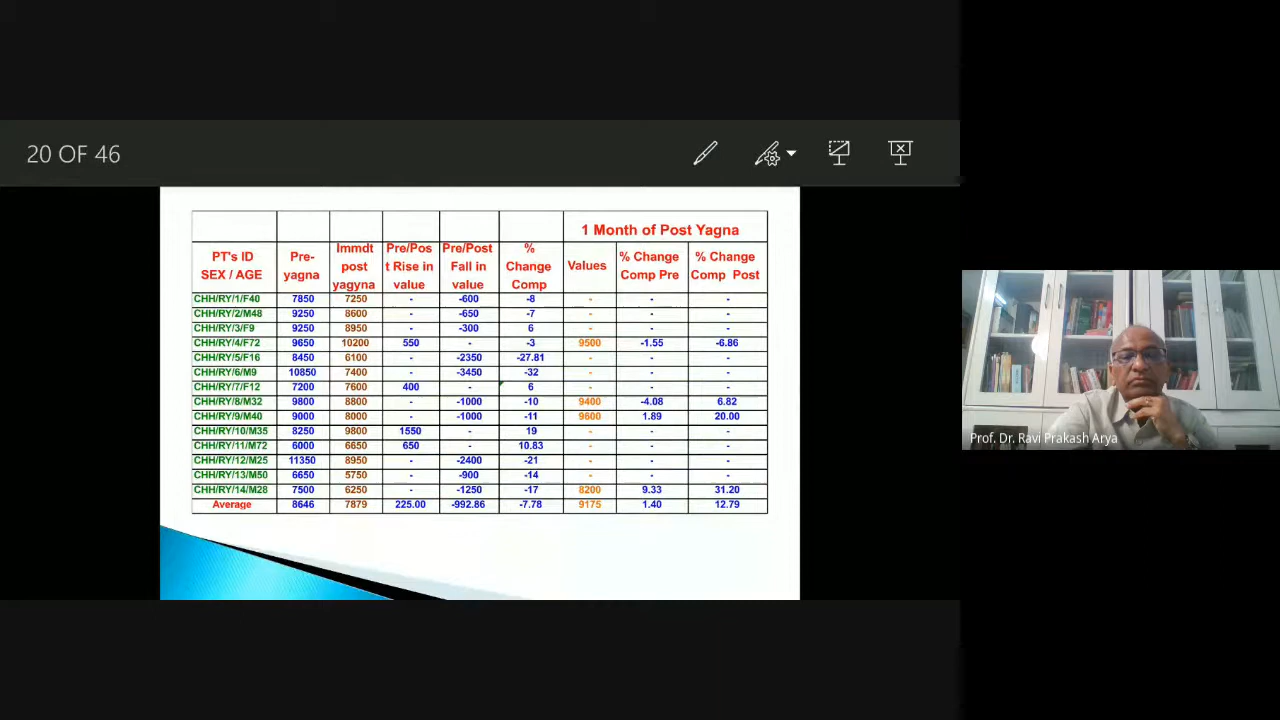 20 OF 46
1 Month of Post Yagna
PT's ID SEX / AGE Pre-yagna Immdt post yagyna Pre/Pos t Rise in value Pre/Post Fall in value % Change Comp Values % Change Comp Pre % Change Comp Post
CHH/RY/1/F40 7850 7250 - -600 -8 - - -
CHH/RY/2/M48 9250 8600 - -650 -7 - - -
CHH/RY/3/F9 9250 8950 - -300 6 - - -
CHH/RY/4/F72 9650 10200 550 - -3 9500 -1.55 -6.86
CHH/RY/5/F16 8450 6100 - -2350 -27.81 - - -
CHH/RY/6/M9 10850 7400 - -3450 -32 - - -
CHH/RY/7/F12 7200 7600 400 - 6 - - -
CHH/RY/8/M32 9800 8800 - -1000 -10 9400 -4.08 6.82
CHH/RY/9/M40 9000 8000 - -1000 -11 9600 1.89 20.00
CHH/RY/10/M35 8250 9800 1550 - 19 - - -
CHH/RY/11/M72 6000 6650 650 - 10.83 - - -
CHH/RY/12/M25 11350 8950 - -2400 -21 - - -
CHH/RY/13/M50 6650 5750 - -900 -14 - - -
CHH/RY/14/M28 7500 6250 - -1250 -17 8200 9.33 31.20
Average 8646 7879 225.00 -992.86 -7.78 9175 1.40 12.79
Prof. Dr. Ravi Prakash Arya